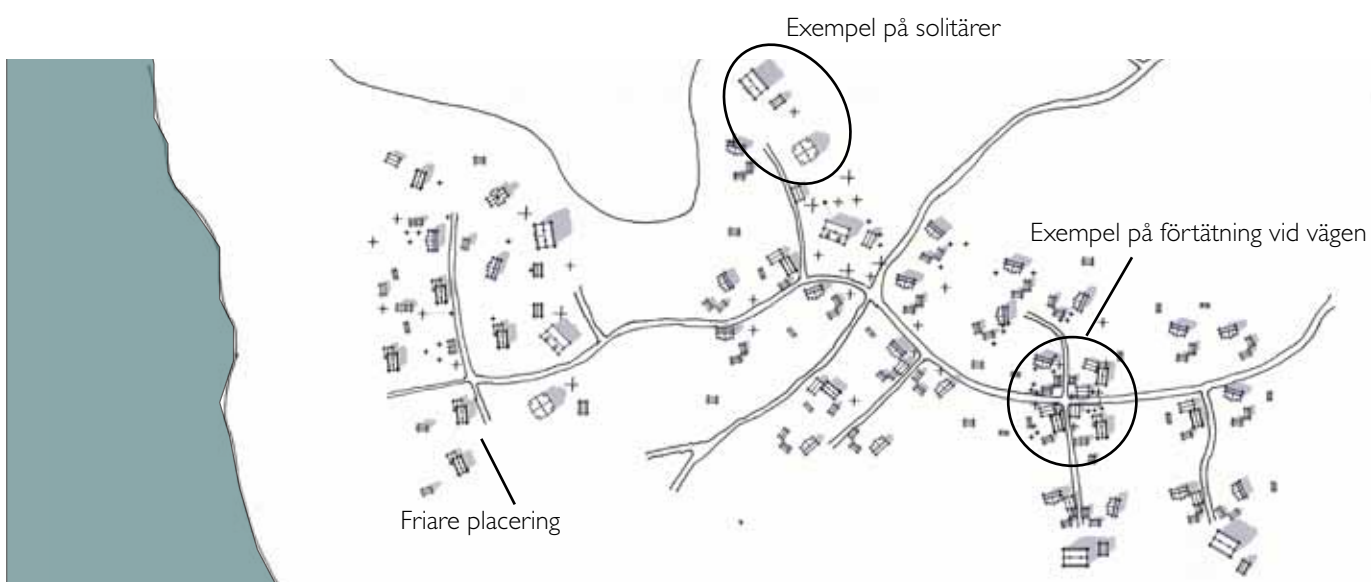 Exempel på solitärer
Exempel på förtätning vid vägen
Friare placering